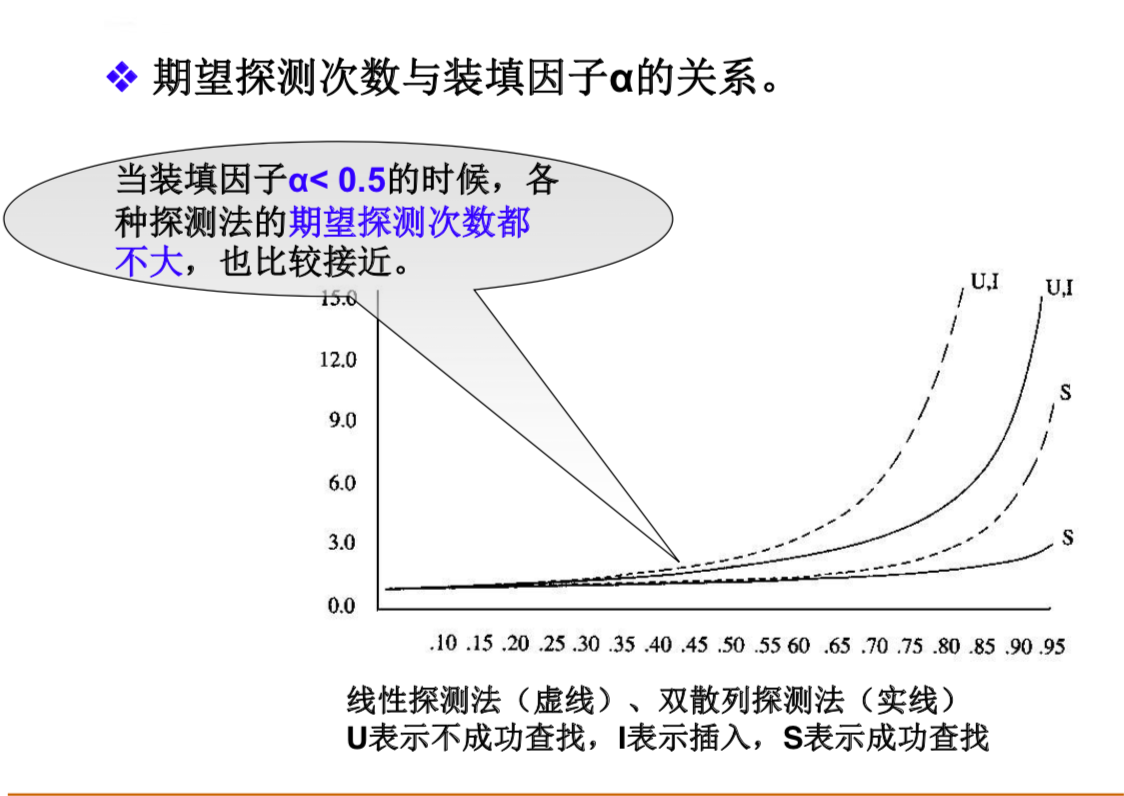 ❖ 期望探测次数与装填因子α的关系。
当装填因子α< 0.5的时候，各
种探测法的期望探测次数都
不大，也比较接近。
15.0
12.0
9.0
6.0
3.0
0.0
U,I
U,I
S
S
.10 .15 .20 .25 .30 .35 .40 .45 .50 .55 60 .65 .70 .75 .80 .85 .90 .95
线性探测法（虚线）、双散列探测法（实线）
U表示不成功查找，I表示插入，S表示成功查找